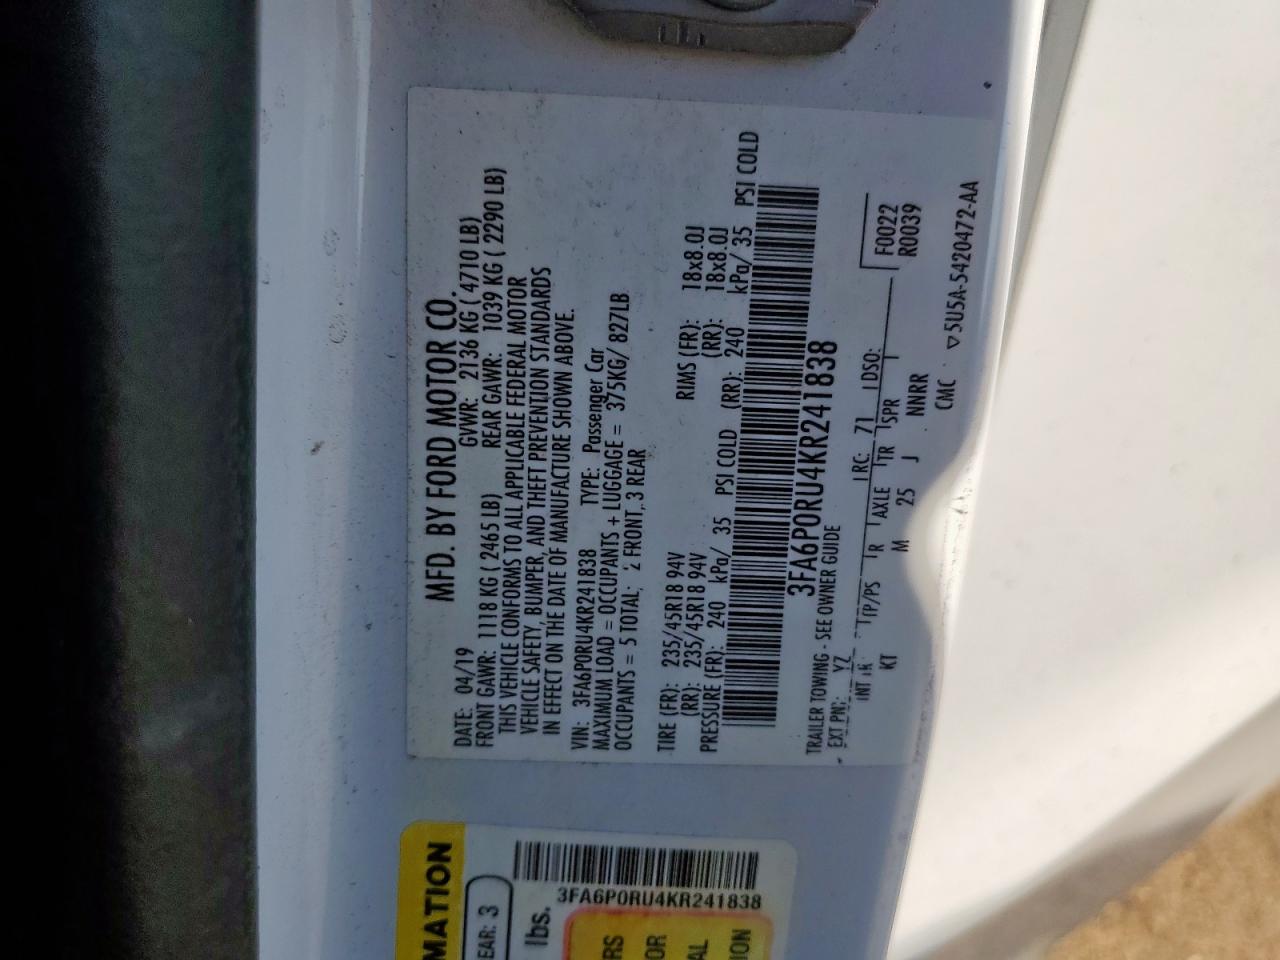 MFD. BY FORD MOTOR CO.
DATE: 04/19 GVWR: 2136 KG ( 4710 LB)
FRONT GAWR: 1118 KG ( 2465 LB) REAR GAWR: 1039 KG ( 2290 LB)
THIS VEHICLE CONFORMS TO ALL APPLICABLE FEDERAL MOTOR
VEHICLE SAFETY, BUMPER, AND THEFT PREVENTION STANDARDS
IN EFFECT ON THE DATE OF MANUFACTURE SHOWN ABOVE.
VIN: 3FA6P0RU4KR241838 TYPE: Passenger Car
MAXIMUM LOAD = OCCUPANTS + LUGGAGE = 375KG/ 827LB
OCCUPANTS = 5 TOTAL; 2 FRONT, 3 REAR
TIRE (FR): 235/45R18 94V RIMS (FR): 18x8.0J
(RR): 235/45R18 94V (RR): 18x8.0J
PRESSURE (FR): 240 kPa/ 35 PSI COLD (RR): 240 kPa/ 35 PSI COLD
3FA6P0RU4KR241838
TRAILER TOWING - SEE OWNER GUIDE
EXT PNT: YZ RC: 71 DSO:
F0022
R0039
INT TR TP/PS R AXLE TR SPR
KT M 25 J NNRR
CMC 5U5A-5420472-AA
MATION
EAR: 3
3FA6P0RU4KR241838
lbs.
RS
OR
AL
ION